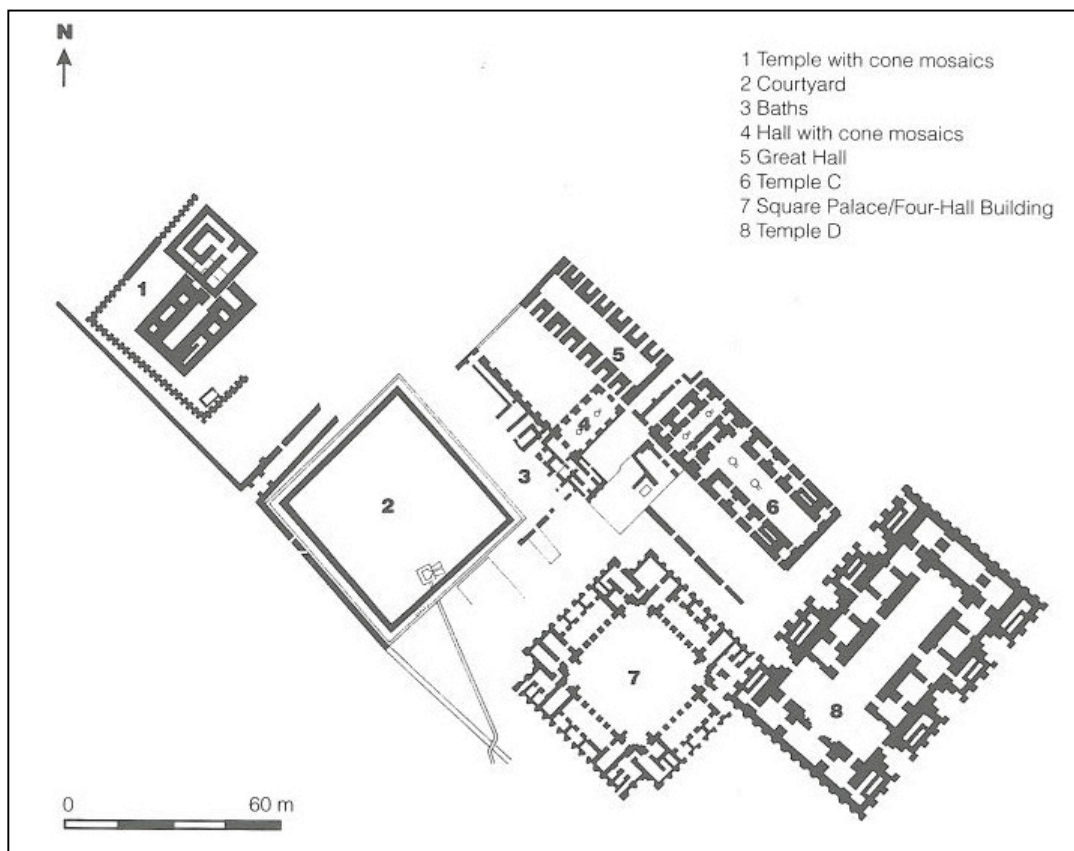 N
1 Temple with cone mosaics
2 Courtyard
3 Baths
4 Hall with cone mosaics
5 Great Hall
6 Temple C
7 Square Palace/Four-Hall Building
8 Temple D
1
5
4
3
2
6
7
8
0 60 m